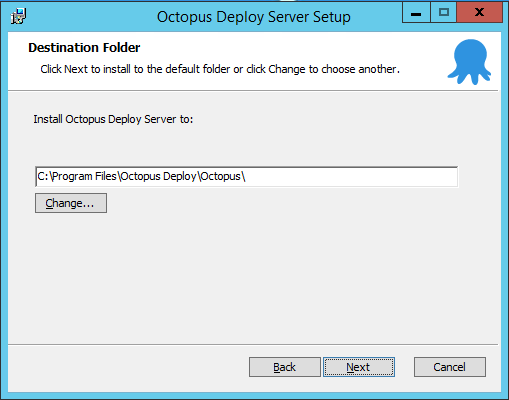 Octopus Deploy Server Setup
Destination Folder
Click Next to install to the default folder or click Change to choose another.
Install Octopus Deploy Server to:
C:\Program Files\Octopus Deploy\Octopus\
Change...
Back Next Cancel